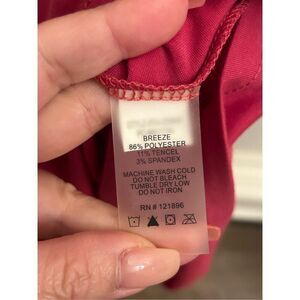 BREEZE
86% POLYESTER
11% TENCEL
3% SPANDEX
MACHINE WASH COLD
DO NOT BLEACH
TUMBLE DRY LOW
DO NOT IRON
RN # 121896